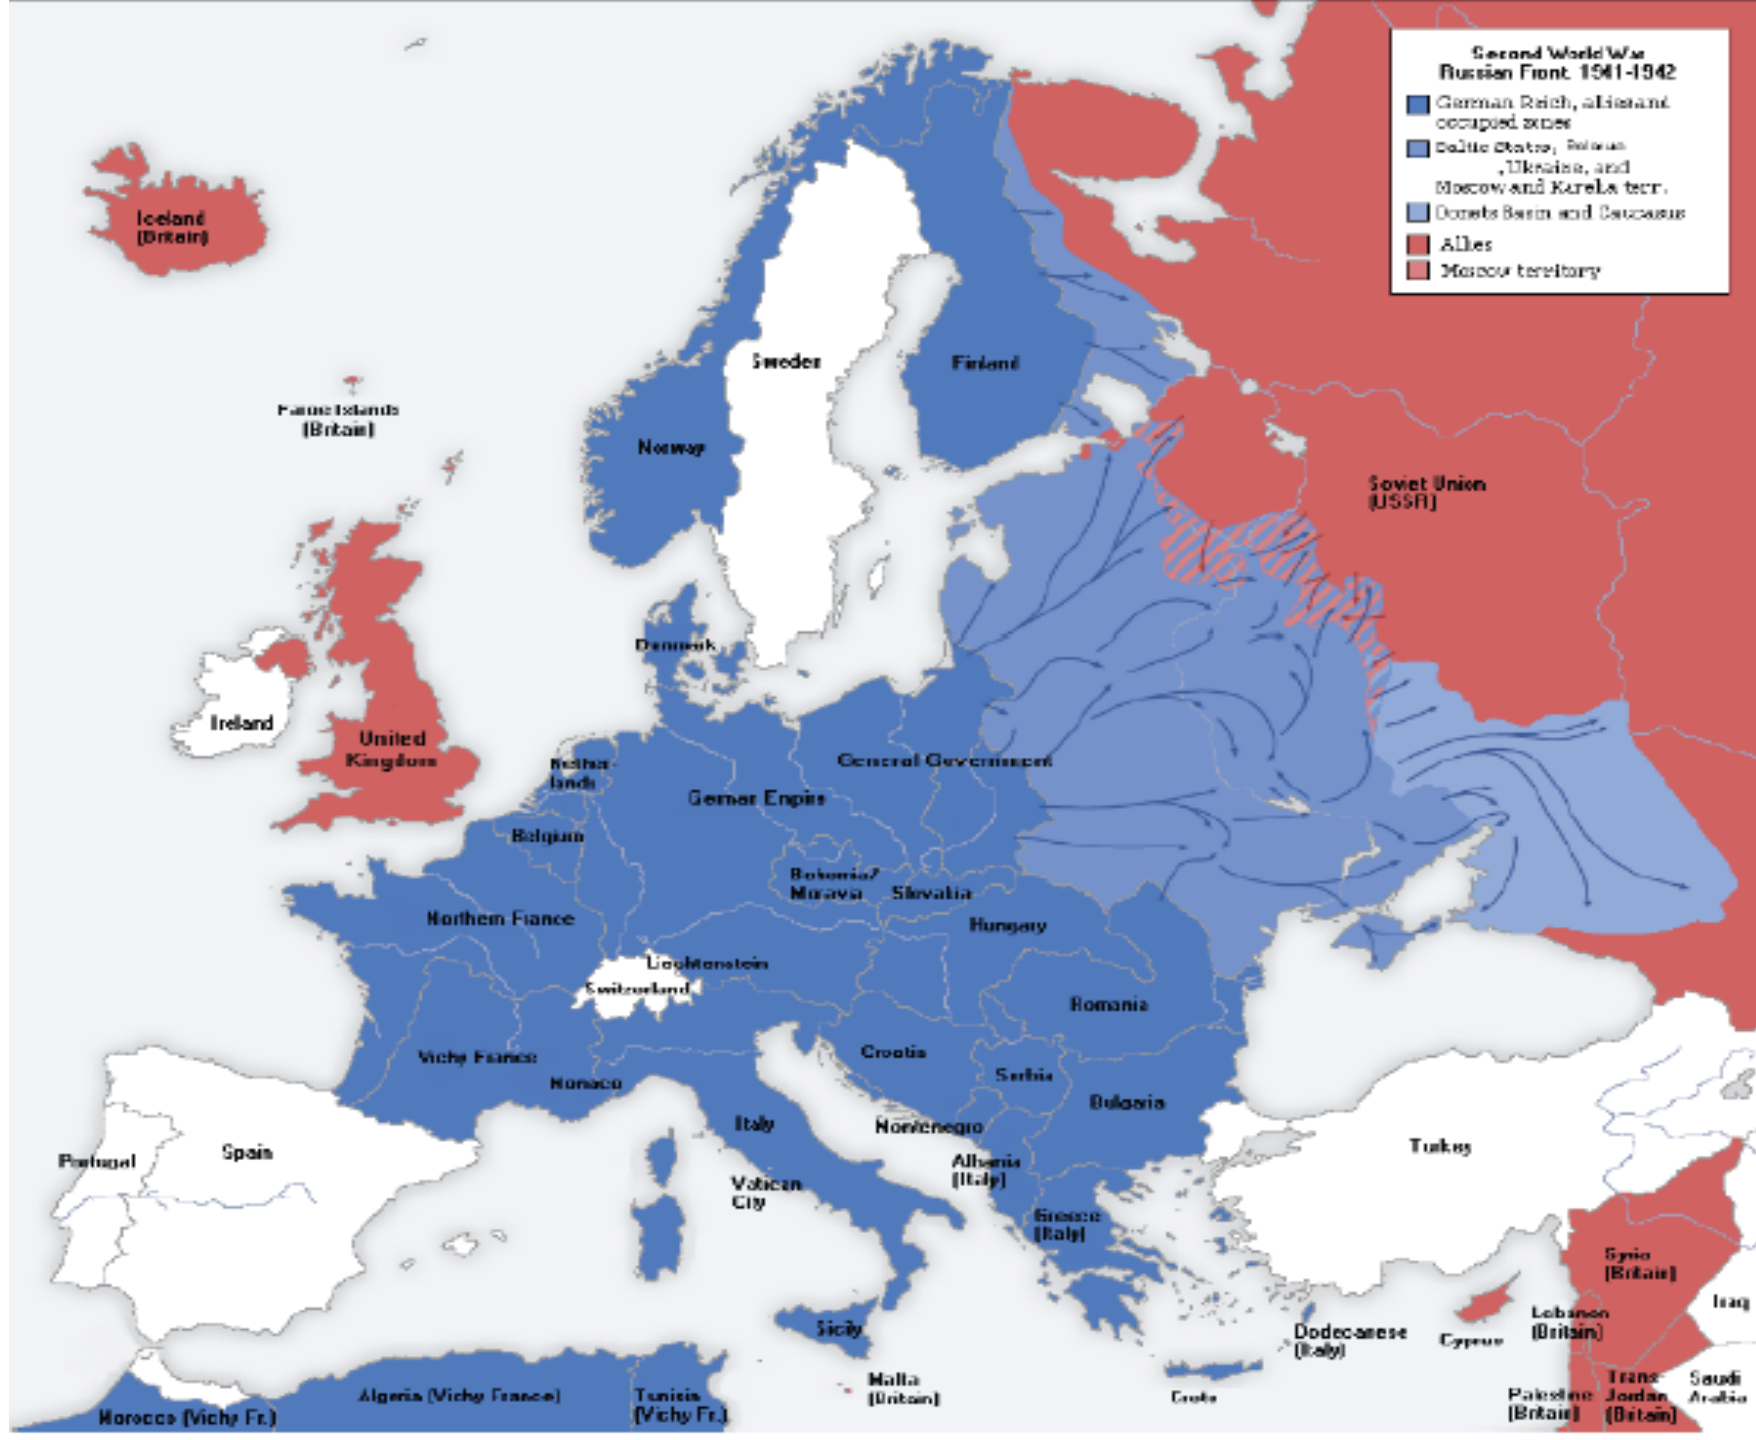 Second World War
Russian Front 1941-1942
German Reich, allies and
occupied zones
Baltic States,
, Ukraine, and
Moscow and Karelia terr.
Donets Basin and Caucasus
Allies
Moscow territory
Iceland
(Britain)
Faroe Islands
(Britain)
Sweden
Finland
Norway
Soviet Union
(USSR)
Denmark
Ireland
United
Kingdom
Nether-
lands
General Government
German Empire
Belgium
Bohemia/
Moravia
Slovakia
Northern France
Hungary
Liechtenstein
Switzerland
Romania
Vichy France
Croatia
Monaco
Serbia
Bulgaria
Italy
Montenegro
Spain
Portugal
Turkey
Albania
(Italy)
Vatican
City
Greece
(Italy)
Syria
(Britain)
Iraq
Sicily
Dodecanese
(Italy)
Cyprus
Lebanon
(Britain)
Malta
(Britain)
Crete
Palestine
(Britain)
Trans-
Jordan
(Britain)
Saudi
Arabia
Algeria (Vichy France)
Tunisia
(Vichy Fr.)
Morocco (Vichy Fr.)